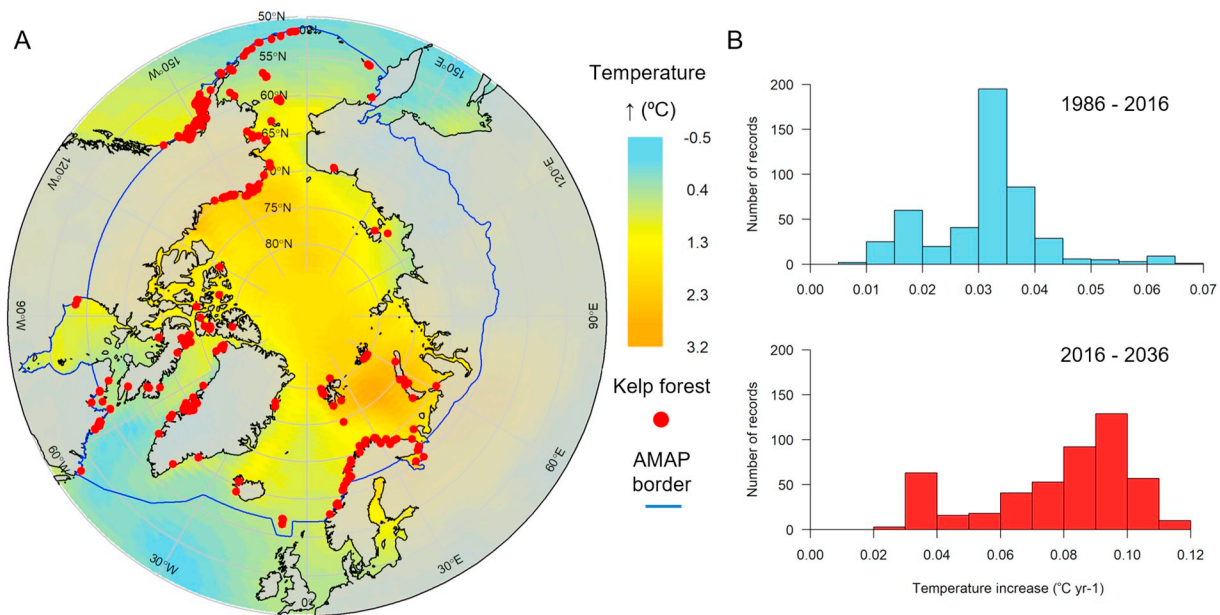 A
50°N
55°N
60°N
65°N
70°N
75°N
80°N
150°W
120°W
90°W
60°W
30°W
0°
30°E
60°E
90°E
120°E
150°E
Temperature
↑ (ºC)
-0.5
0.4
1.3
2.3
3.2
Kelp forest
AMAP
border
B
1986 - 2016
Number of records
200
150
100
50
0
0.00 0.01 0.02 0.03 0.04 0.05 0.06 0.07
2016 - 2036
Number of records
200
150
100
50
0
0.00 0.02 0.04 0.06 0.08 0.10 0.12
Temperature increase (°C yr-1)